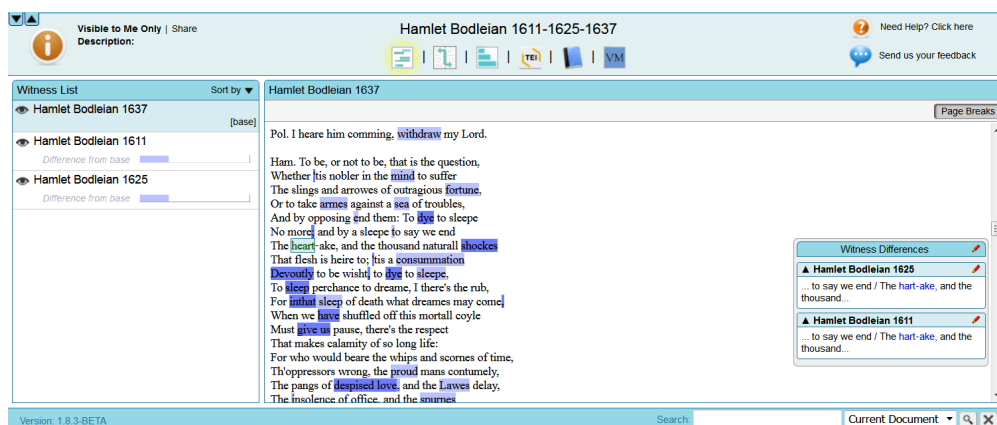 Visible to Me Only | Share
Description:
Hamlet Bodleian 1611-1625-1637
| | | TEI | | VM
Need Help? Click here
Send us your feedback
Witness List
Sort by ▼
Hamlet Bodleian 1637
[base]
Hamlet Bodleian 1611
Difference from base
Hamlet Bodleian 1625
Difference from base
Hamlet Bodleian 1637
Page Breaks
Pol. I heare him comming, withdraw my Lord.
Ham. To be, or not to be, that is the question,
Whether 'tis nobler in the mind to suffer
The slings and arrowes of outragious fortune,
Or to take armes against a sea of troubles,
And by opposing end them: To dye to sleepe
No more; and by a sleepe to say we end
The heart-ake, and the thousand naturall shockes
That flesh is heire to; 'tis a consummation
Devoutly to be wisht, to dye to sleepe,
To sleep perchance to dreame, I there's the rub,
For inthat sleep of death what dreames may come,
When we have shuffled off this mortall coyle
Must give us pause, there's the respect
That makes calamity of so long life:
For who would beare the whips and scornes of time,
Th'oppressors wrong, the proud mans contumely,
The pangs of despised love, and the Lawes delay,
The insolence of office, and the spurnes
Witness Differences
▲ Hamlet Bodleian 1625
... to say we end / The hart-ake, and the
thousand...
▲ Hamlet Bodleian 1611
... to say we end / The hart-ake, and the
thousand...
Version: 1.8.3-BETA
Search:
Current Document ▼